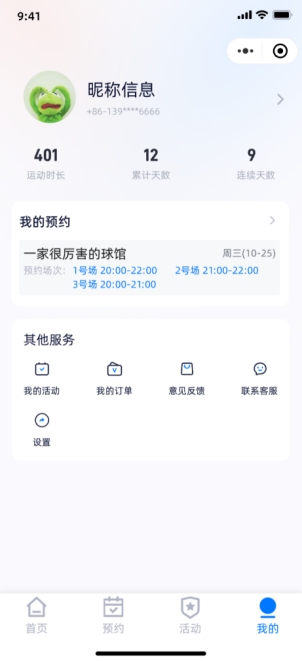 9:41
昵称信息
+86-139****6666
401 12 9
运动时长 累计天数 连续天数
我的预约
一家很厉害的球馆 周三(10-25)
预约场次: 1号场 20:00-22:00 2号场 21:00-22:00
3号场 20:00-21:00
其他服务
我的活动 我的订单 意见反馈 联系客服
设置
首页 预约 活动 我的